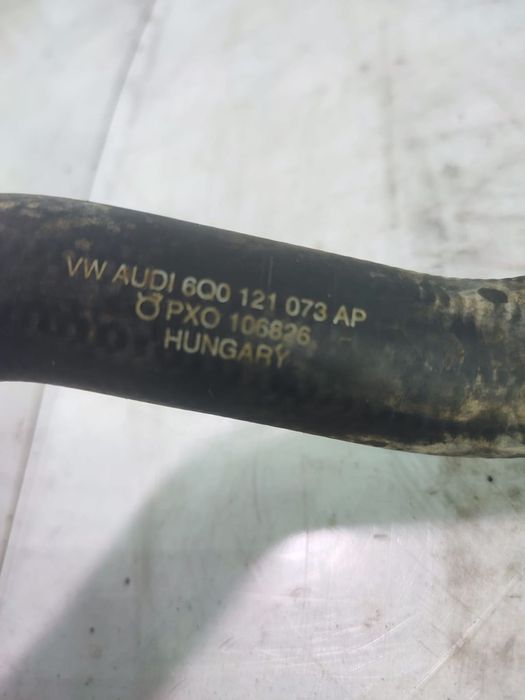 VW AUDI 6Q0 121 073 AP
PXO 106826
HUNGARY